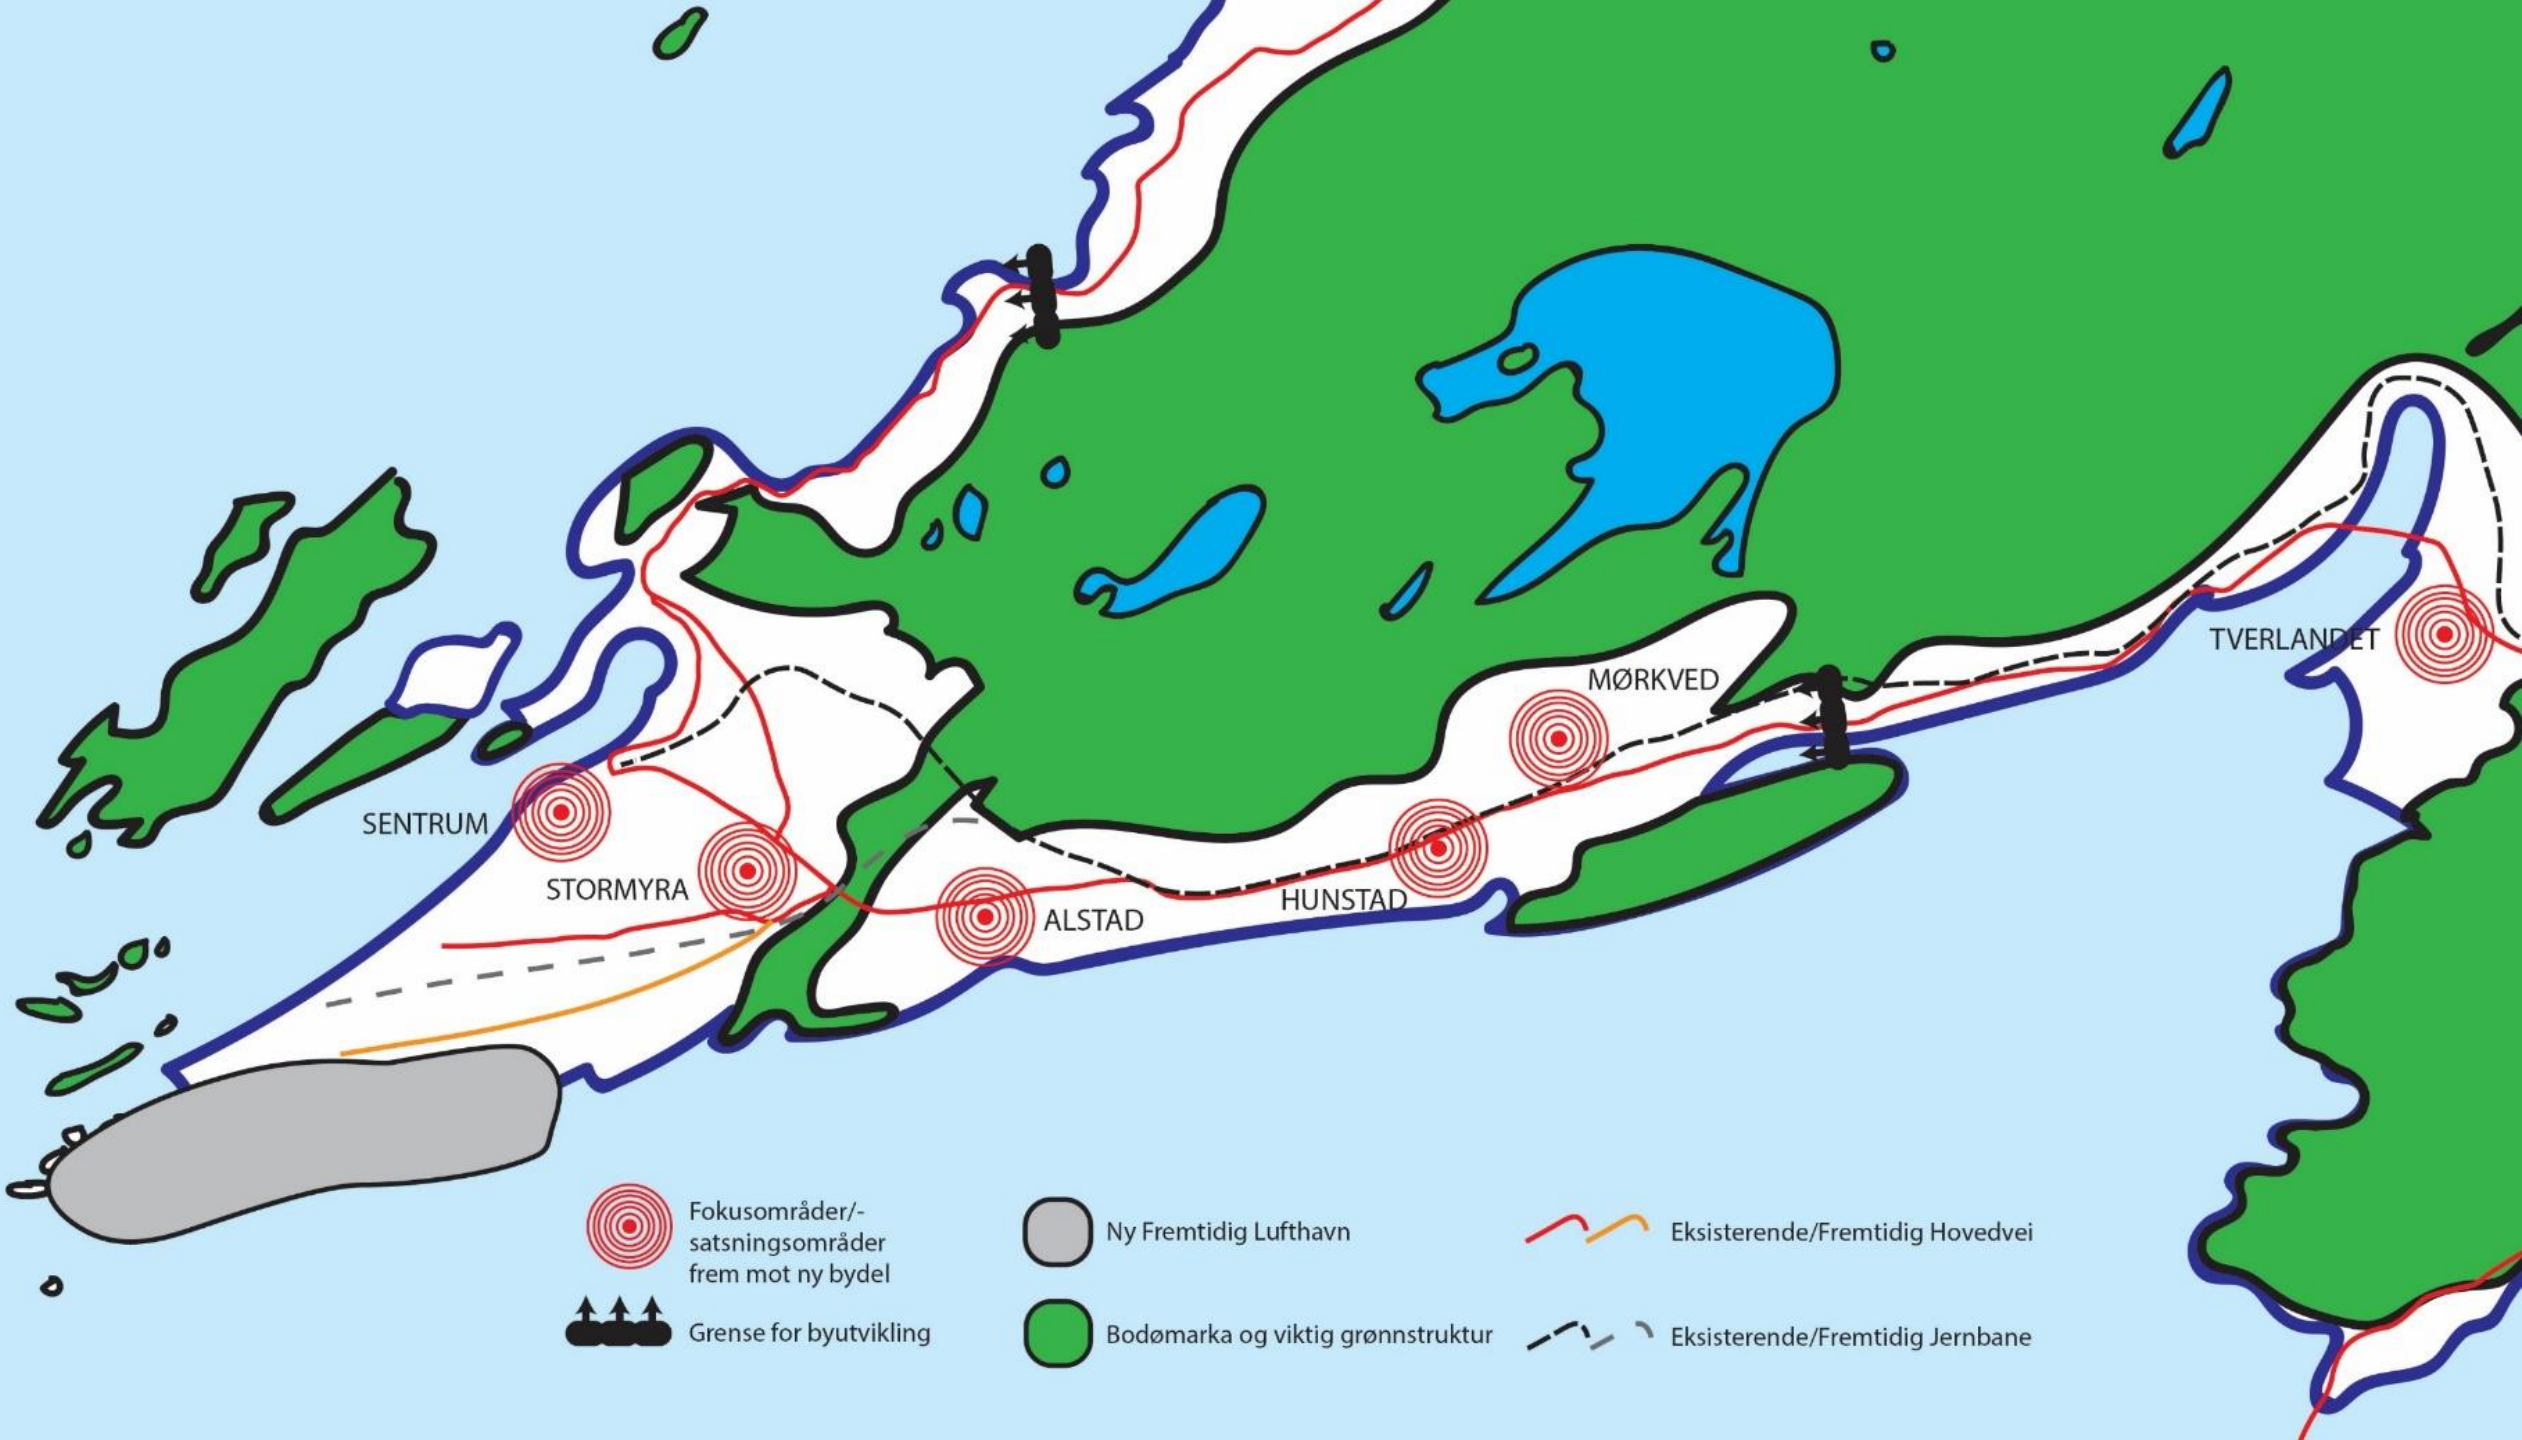 MØRKVED
TVERLANDET
SENTRUM
STORMYRA
HUNSTAD
ALSTAD
Fokusområder/-
satsningsområder
frem mot ny bydel
Grense for byutvikling
Ny Fremtidig Lufthavn
Bodømarka og viktig grønnstruktur
Eksisterende/Fremtidig Hovedvei
Eksisterende/Fremtidig Jernbane